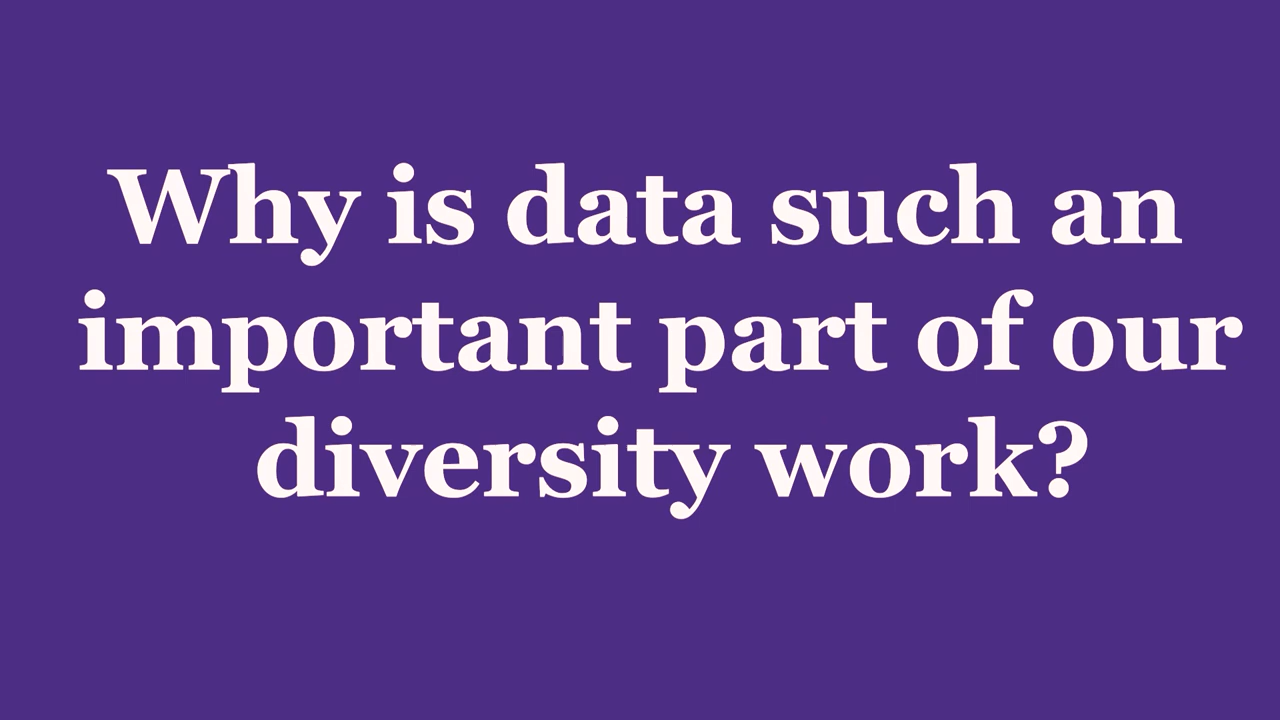 Why is data such an
important part of our
diversity work?